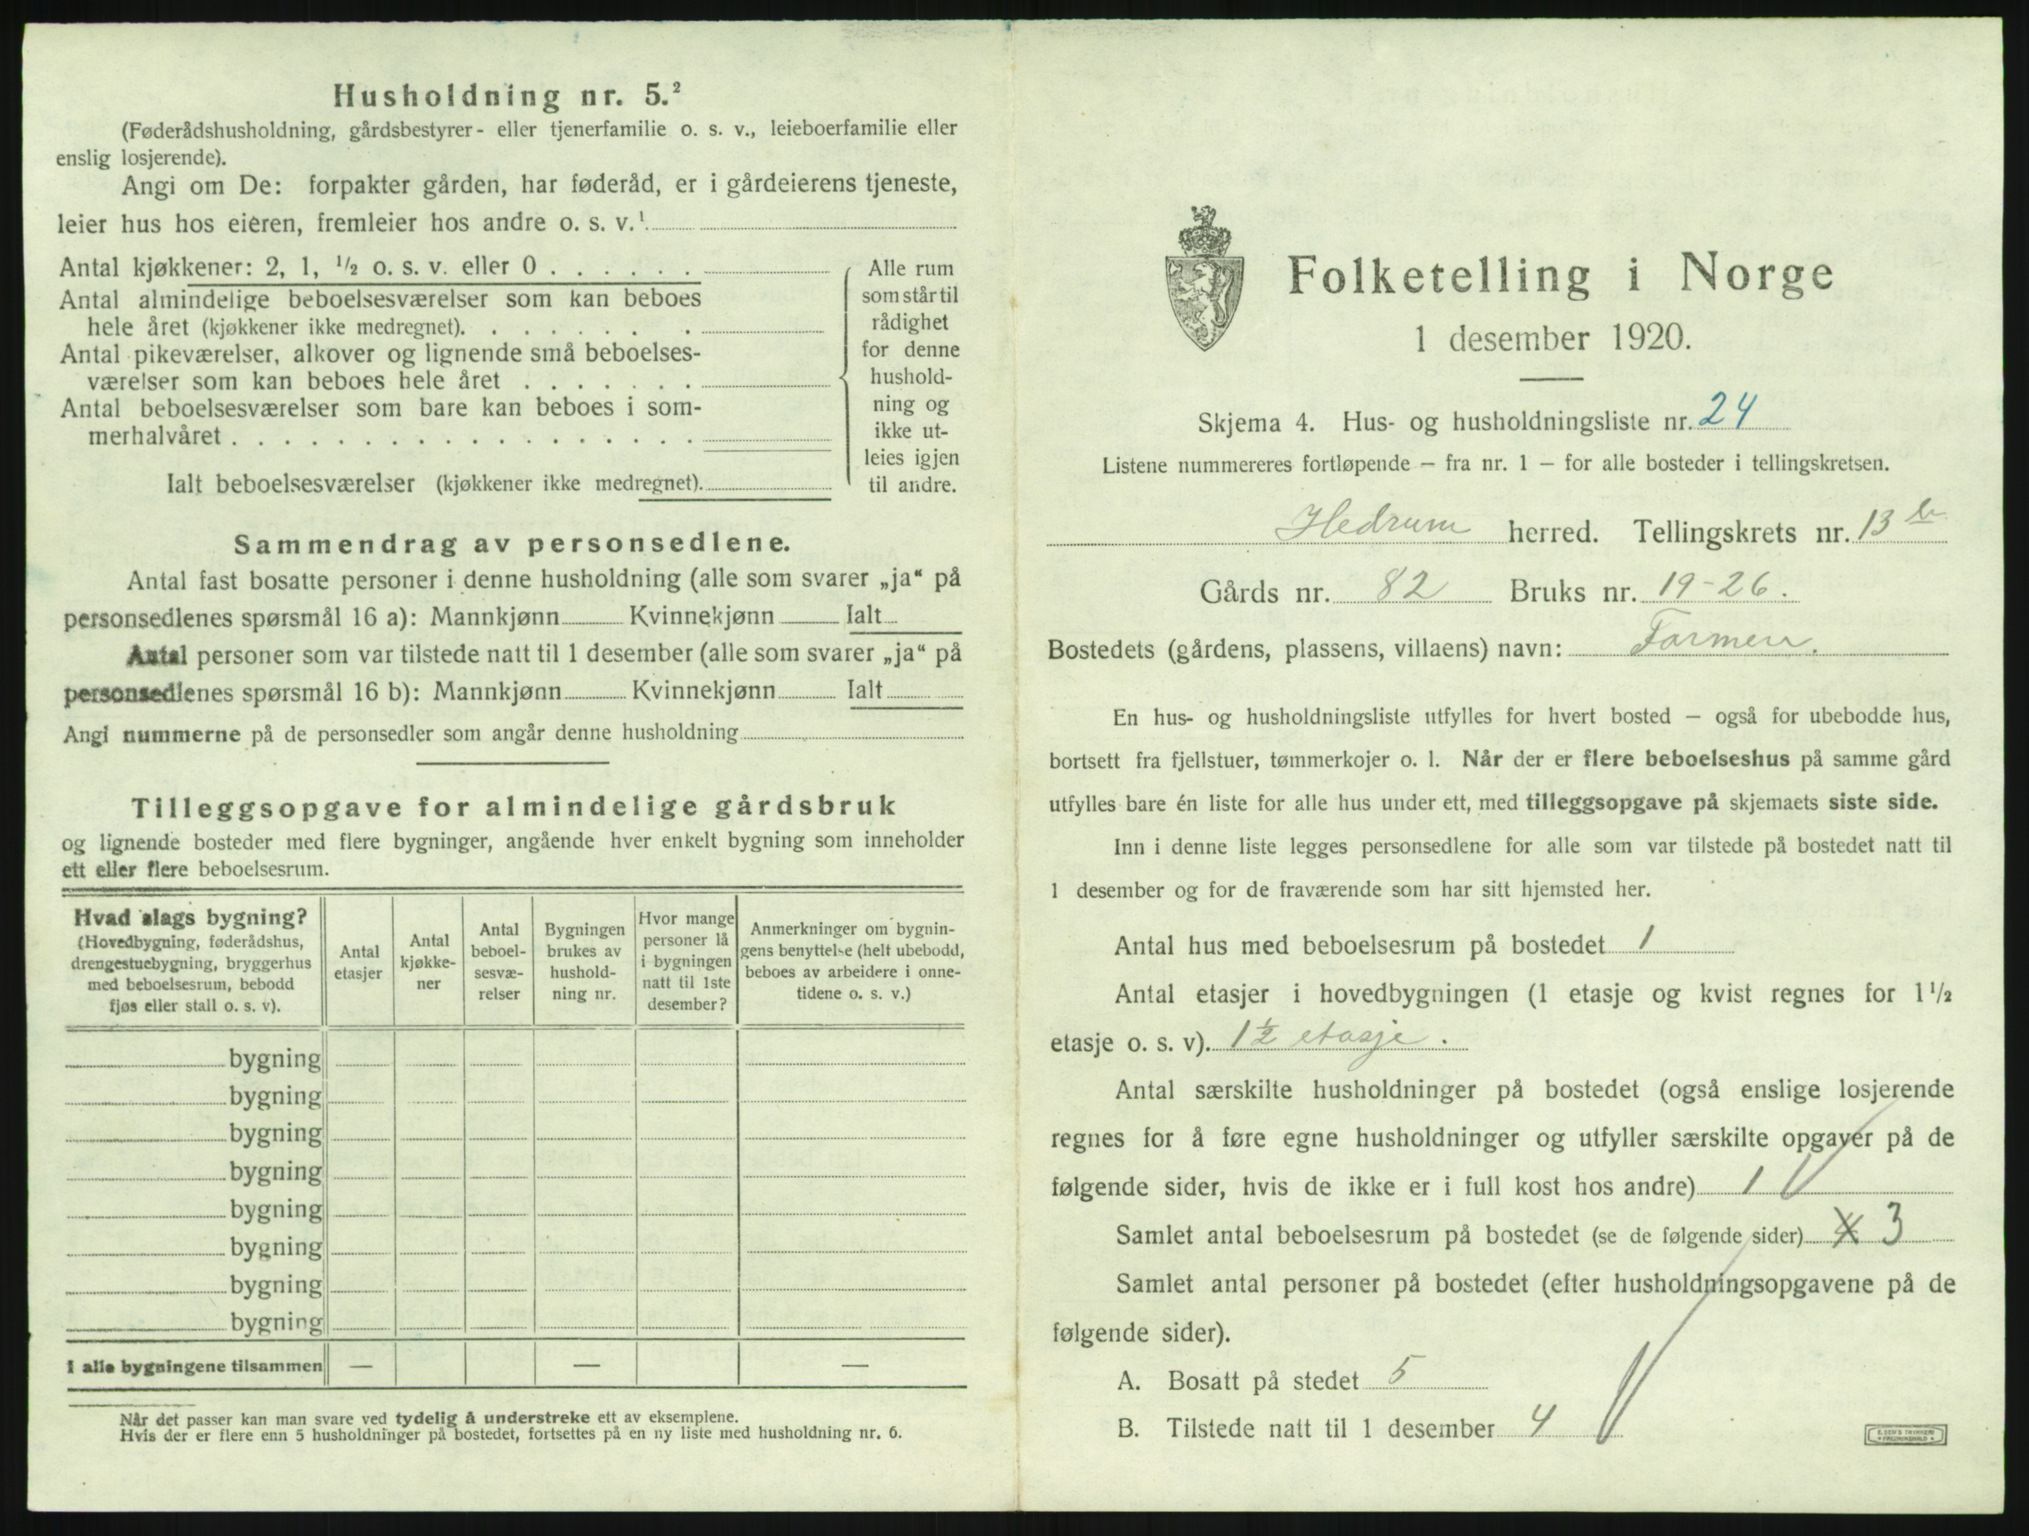 Husholdning nr. 5.²
(Føderådshusholdning, gårdsbestyrer- eller tjenerfamilie o. s. v., leieboerfamilie eller
enslig losjerende).
Angi om De: forpakter gården, har føderåd, er i gårdeierens tjeneste,
leier hus hos eieren, fremleier hos andre o. s. v.¹
Antal kjøkkener: 2, 1, ½ o. s. v. eller 0 . . . . . .
Antal almindelige beboelsesværelser som kan beboes
hele året (kjøkkener ikke medregnet). . . . . . . .
Antal pikeværelser, alkover og lignende små beboelses-
værelser som kan beboes hele året . . . . . . .
Antal beboelsesværelser som bare kan beboes i som-
merhalvåret . . . . . . . . . . . . . . . . . .
Ialt beboelsesværelser (kjøkkener ikke medregnet).
Alle rum
som står til
rådighet
for denne
hushold-
ning og
ikke ut-
leies igjen
til andre.
Sammendrag av personsedlene.
Antal fast bosatte personer i denne husholdning (alle som svarer „ja“ på
personsedlenes spørsmål 16 a): Mannkjønn Kvinnekjønn Ialt
Antal personer som var tilstede natt til 1 desember (alle som svarer „ja“ på
personsedlenes spørsmål 16 b): Mannkjønn Kvinnekjønn Ialt
Angi nummerne på de personsedler som angår denne husholdning
Tilleggsopgave for almindelige gårdsbruk
og lignende bosteder med flere bygninger, angående hver enkelt bygning som inneholder
ett eller flere beboelsesrum.
Hvad slags bygning?
(Hovedbygning, føderådshus,
drengestuebygning, bryggerhus
med beboelsesrum, bebodd
fjøs eller stall o. s. v).
Antal
etasjer
Antal
kjøkke-
ner
Antal
beboel-
sesvæ-
relser
Bygningen
brukes av
hushold-
ning nr.
Hvor mange
personer lå
i bygningen
natt til 1ste
desember?
Anmerkninger om bygnin-
gens benyttelse (helt ubebodd,
beboes av arbeidere i onne-
tidene o. s. v.)
bygning
bygning
bygning
bygning
bygning
bygning
bygning
bygning
I alle bygningene tilsammen — — —
Når det passer kan man svare ved tydelig å understreke ett av eksemplene.
Hvis der er flere enn 5 husholdninger på bostedet, fortsettes på en ny liste med husholdning nr. 6.
Folketelling i Norge
1 desember 1920.
Skjema 4. Hus- og husholdningsliste nr. 24
Listene nummereres fortløpende – fra nr. 1 – for alle bosteder i tellingskretsen.
Hedrum herred. Tellingskrets nr. 13 b
Gårds nr. 82 Bruks nr. 19-26.
Bostedets (gårdens, plassens, villaens) navn: Farmen.
En hus- og husholdningsliste utfylles for hvert bosted – også for ubebodde hus,
bortsett fra fjellstuer, tømmerkojer o. l. Når der er flere beboelseshus på samme gård
utfylles bare én liste for alle hus under ett, med tilleggsopgave på skjemaets siste side.
Inn i denne liste legges personsedlene for alle som var tilstede på bostedet natt til
1 desember og for de fraværende som har sitt hjemsted her.
Antal hus med beboelsesrum på bostedet 1
Antal etasjer i hovedbygningen (1 etasje og kvist regnes for 1½
etasje o. s. v). 1½ etasje.
Antal særskilte husholdninger på bostedet (også enslige losjerende
regnes for å føre egne husholdninger og utfyller særskilte opgaver på de
følgende sider, hvis de ikke er i full kost hos andre) 1
Samlet antal beboelsesrum på bostedet (se de følgende sider) 4 3
Samlet antal personer på bostedet (efter husholdningsopgavene på de
følgende sider).
A. Bosatt på stedet 5
B. Tilstede natt til 1 desember 4